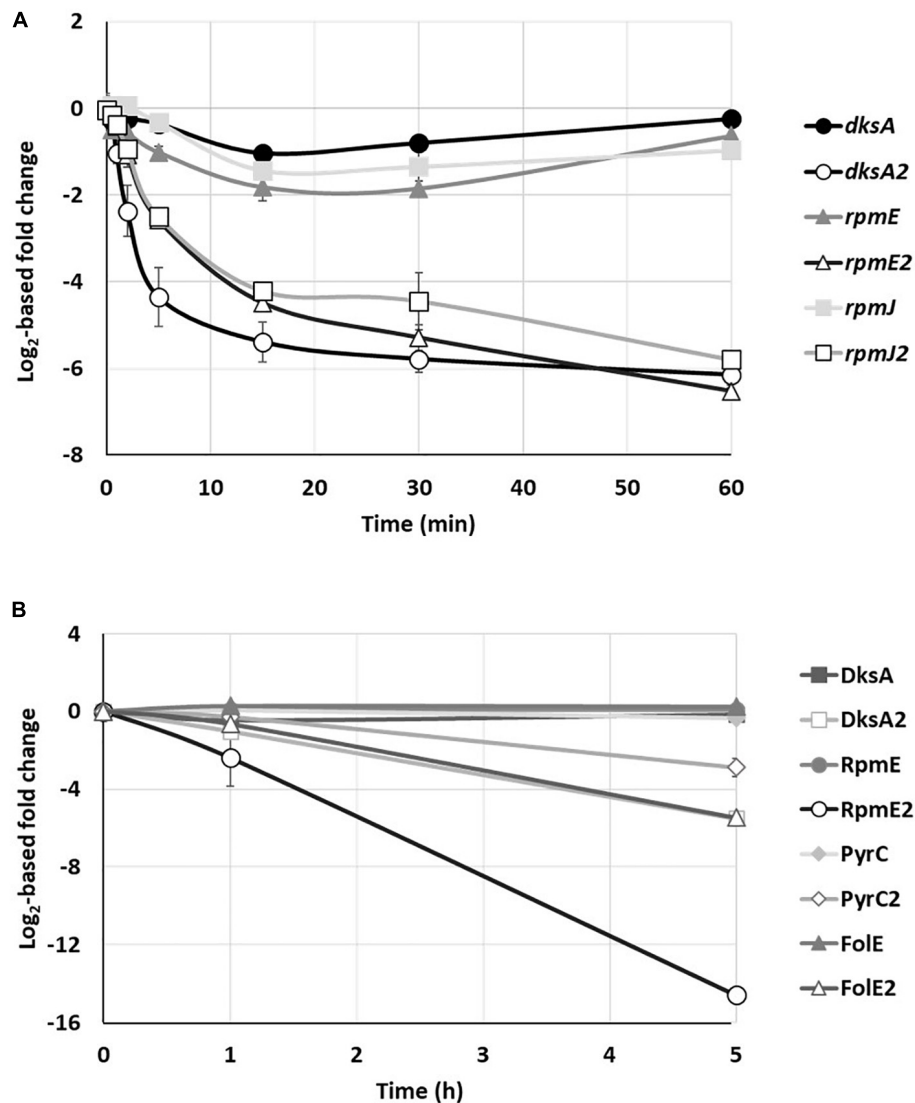 A
2
0
-2
-4
-6
-8
Log2-based fold change
0 10 20 30 40 50 60
Time (min)
dksA
dksA2
rpmE
rpmE2
rpmJ
rpmJ2
B
4
0
-4
-8
-12
-16
Log2-based fold change
0 1 2 3 4 5
Time (h)
DksA
DksA2
RpmE
RpmE2
PyrC
PyrC2
FolE
FolE2